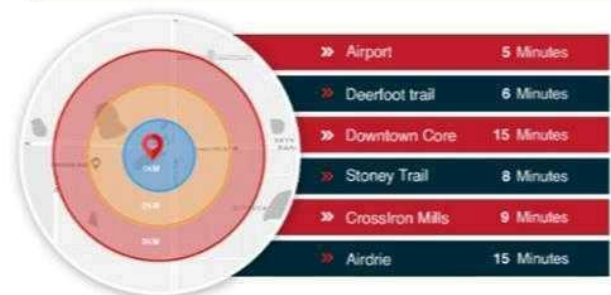 » Airport 5 Minutes
» Deerfoot trail 6 Minutes
» Downtown Core 15 Minutes
» Stoney Trail 8 Minutes
» CrossIron Mills 9 Minutes
» Airdrie 15 Minutes